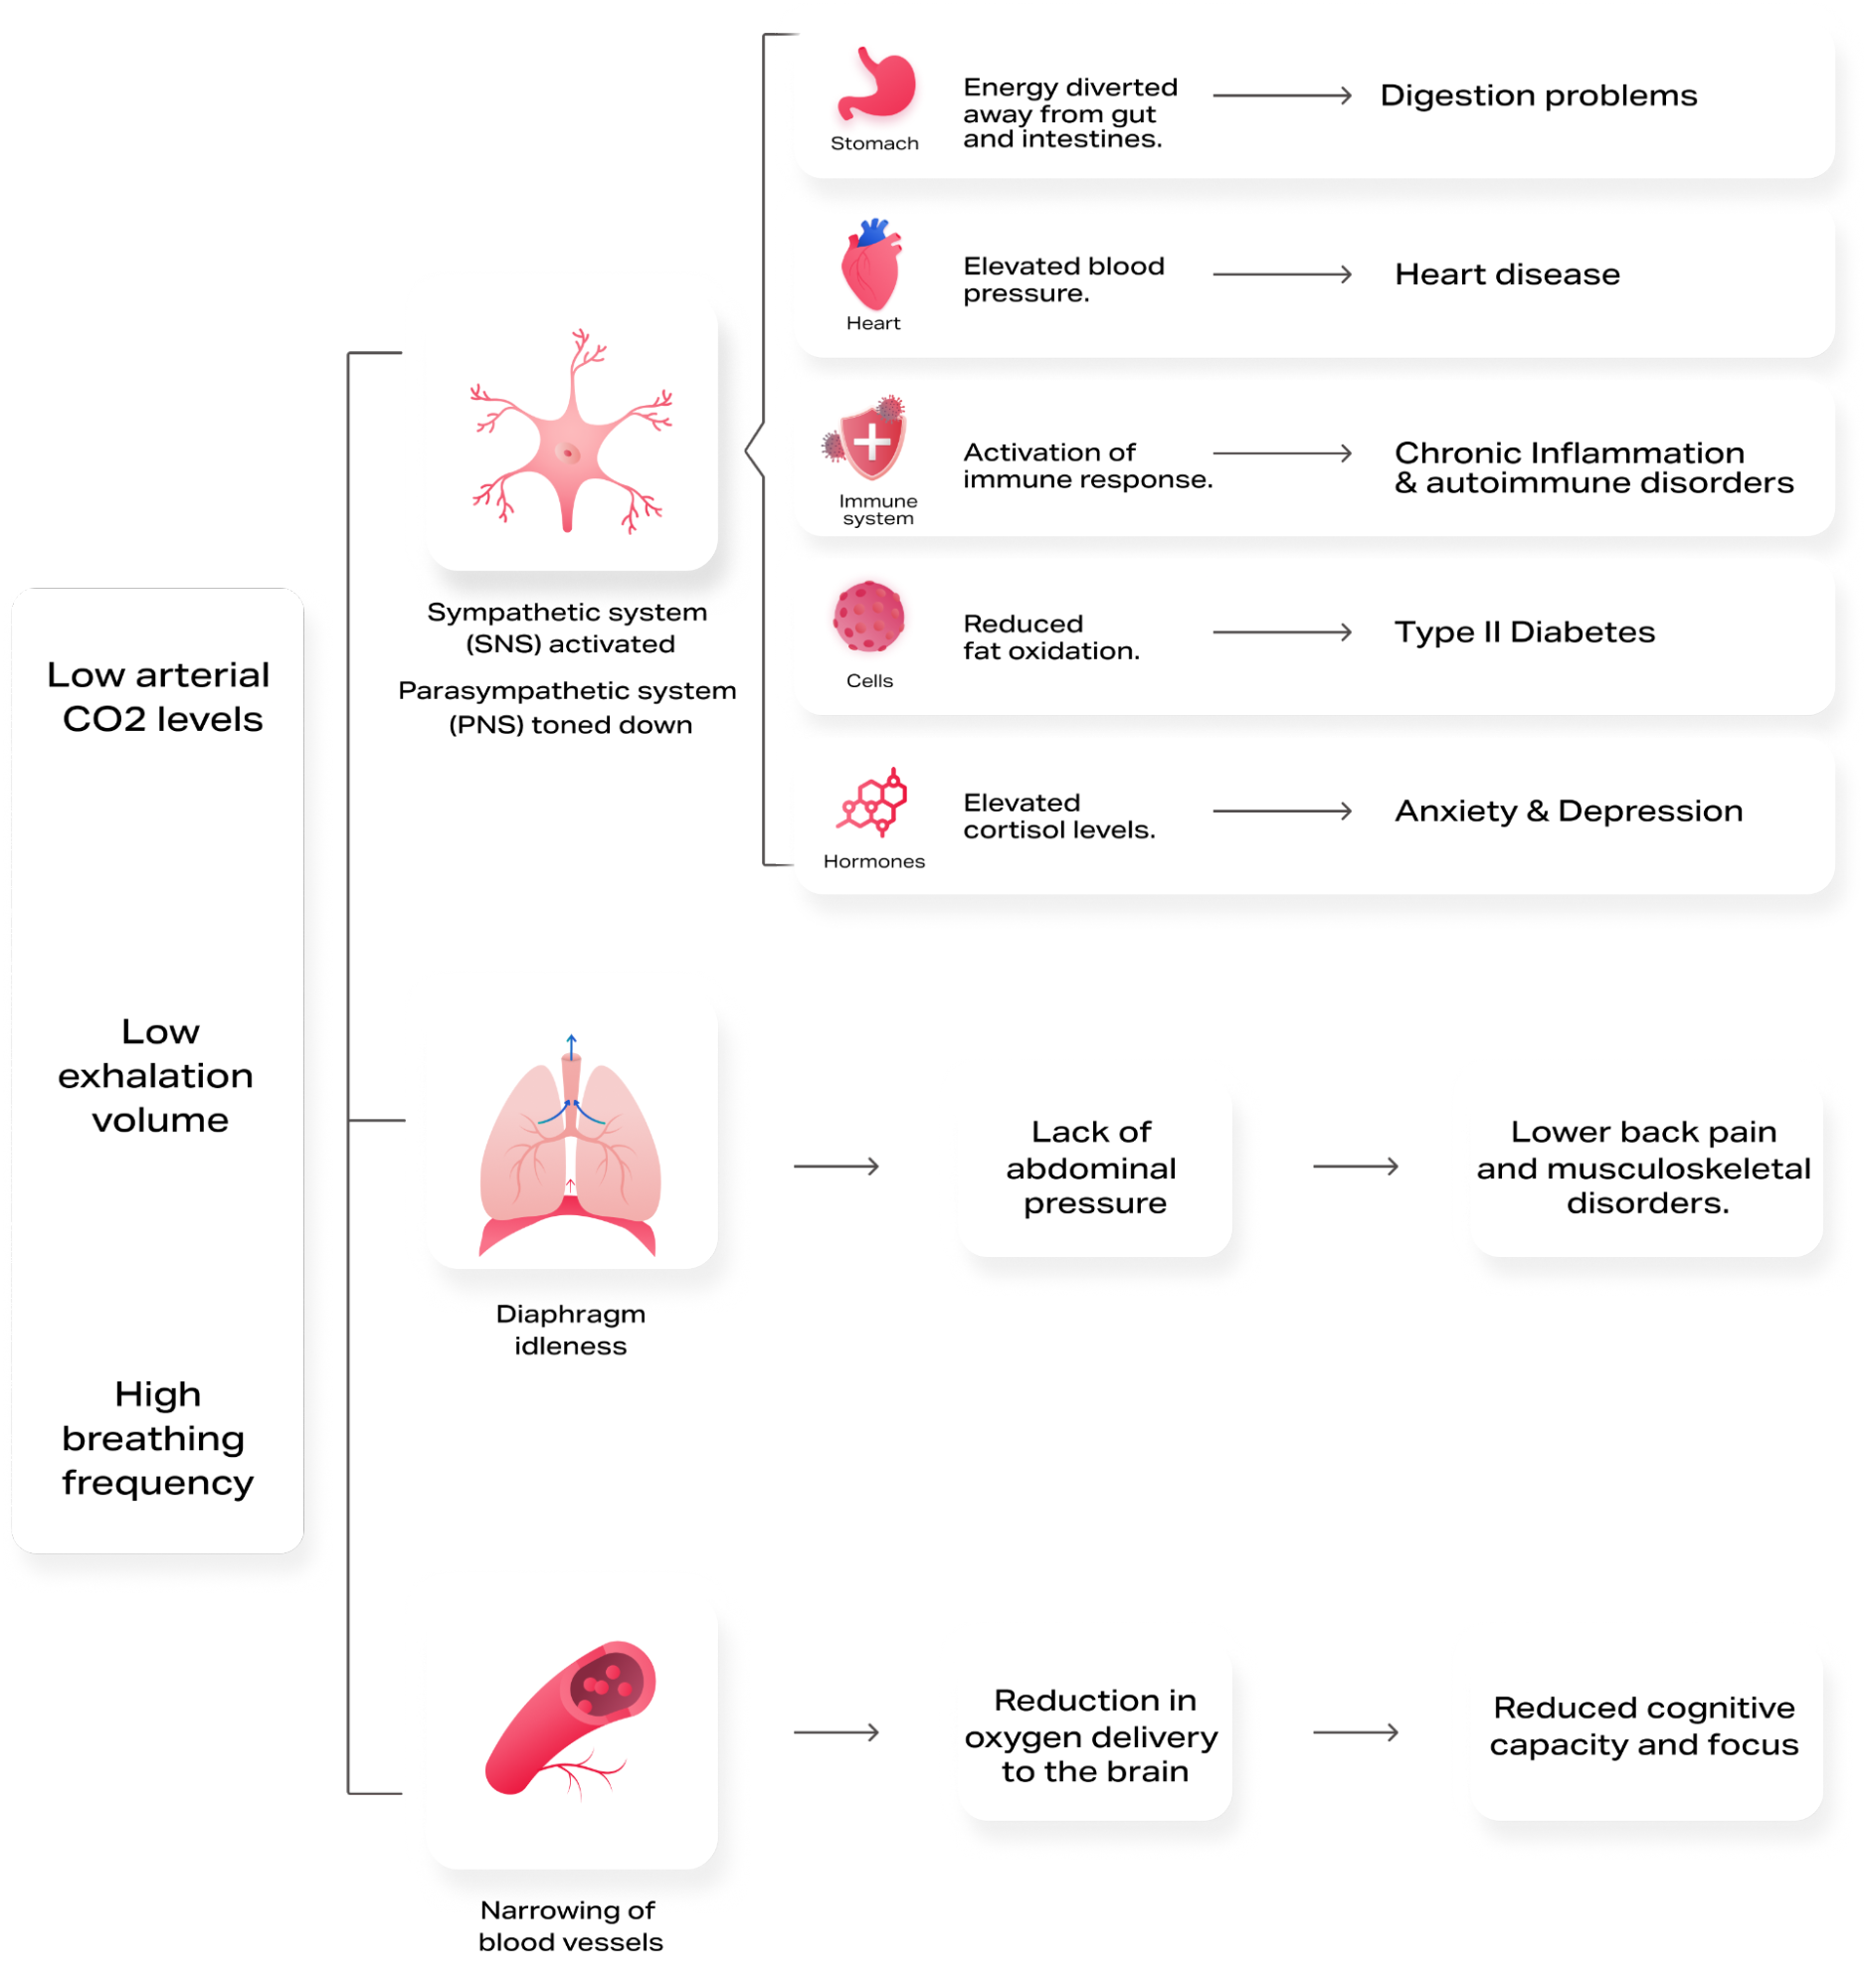 Low arterial
CO2 levels
Low
exhalation
volume
High
breathing
frequency
Sympathetic system
(SNS) activated
Parasympathetic system
(PNS) toned down
Stomach
Energy diverted
away from gut
and intestines.
Digestion problems
Heart
Elevated blood
pressure.
Heart disease
Immune
system
Activation of
immune response.
Chronic Inflammation
& autoimmune disorders
Cells
Reduced
fat oxidation.
Type II Diabetes
Hormones
Elevated
cortisol levels.
Anxiety & Depression
Diaphragm
idleness
Lack of
abdominal
pressure
Lower back pain
and musculoskeletal
disorders.
Narrowing of
blood vessels
Reduction in
oxygen delivery
to the brain
Reduced cognitive
capacity and focus